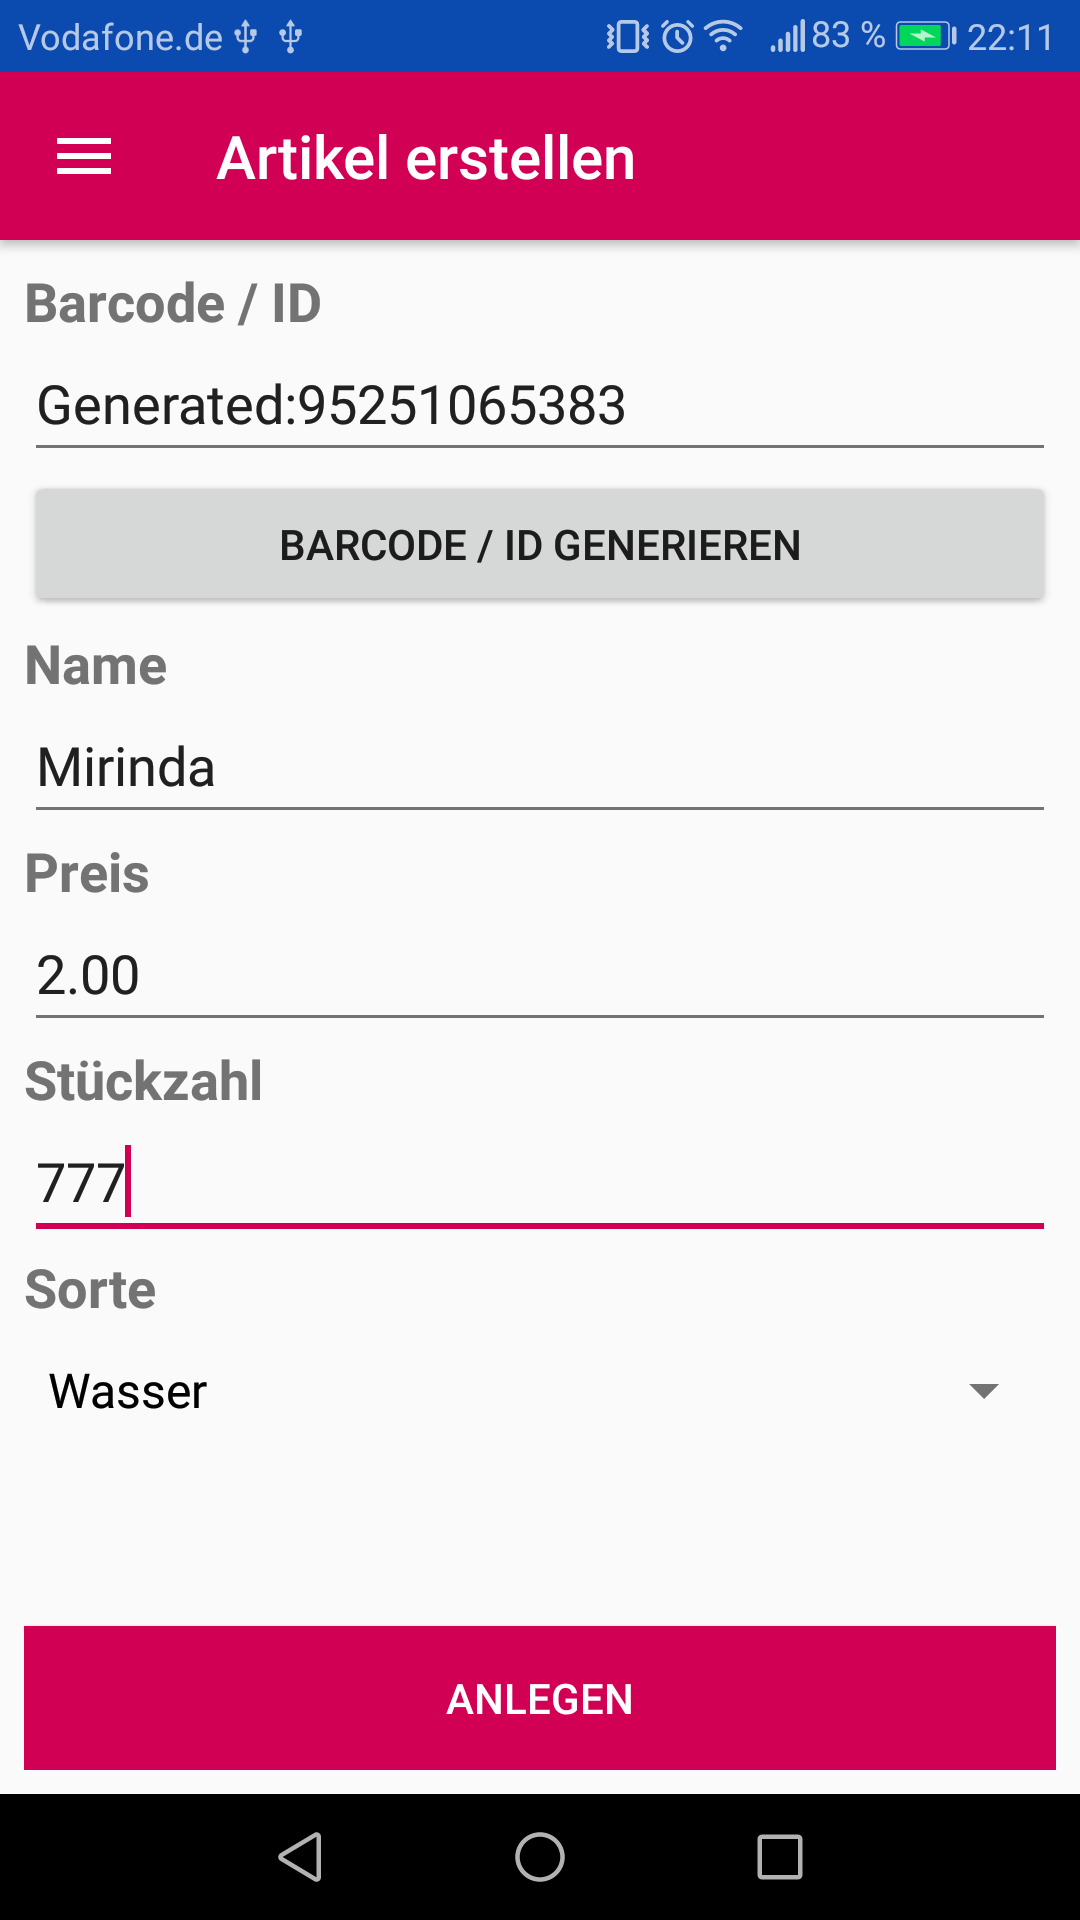 Vodafone.de 83 % 22:11
Artikel erstellen
Barcode / ID
Generated:95251065383
BARCODE / ID GENERIEREN
Name
Mirinda
Preis
2.00
Stückzahl
777
Sorte
Wasser
ANLEGEN